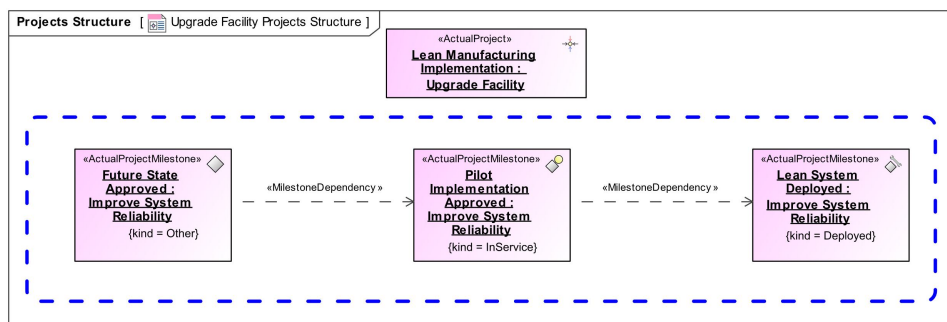 Projects Structure [ Upgrade Facility Projects Structure ]
«ActualProject»
Lean Manufacturing
Implementation :
Upgrade Facility
«ActualProjectMilestone»
Future State
Approved :
Improve System
Reliability
{kind = Other}
«MilestoneDependency»
«ActualProjectMilestone»
Pilot
Implementation
Approved :
Improve System
Reliability
{kind = InService}
«MilestoneDependency»
«ActualProjectMilestone»
Lean System
Deployed :
Improve System
Reliability
{kind = Deployed}